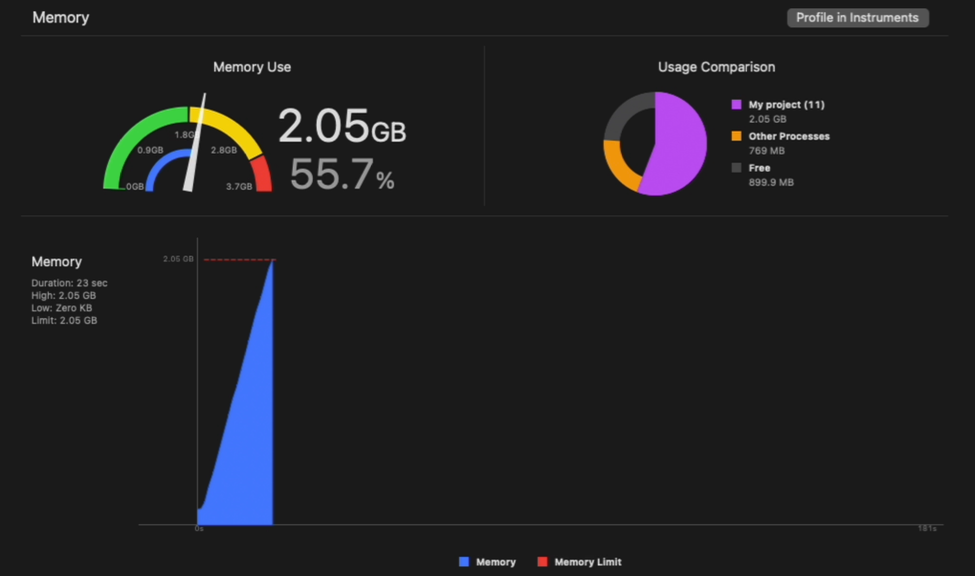 Memory
Profile in Instruments
Memory Use
Usage Comparison
0GB
0.9GB
1.8G
2.8GB
3.7GB
2.05GB
55.7%
My project (11)
2.05 GB
Other Processes
769 MB
Free
899.9 MB
Memory
Duration: 23 sec
High: 2.05 GB
Low: Zero KB
Limit: 2.05 GB
2.05 GB
0s
181s
Memory
Memory Limit